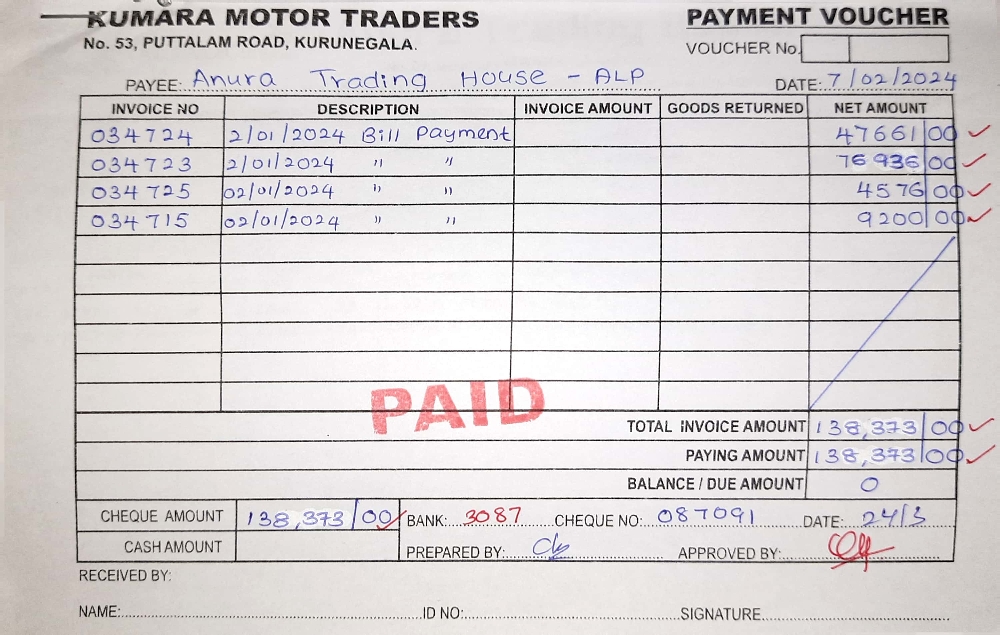 KUMARA MOTOR TRADERS PAYMENT VOUCHER
No. 53, PUTTALAM ROAD, KURUNEGALA. VOUCHER No.
PAYEE: Anura Trading House - ALP DATE: 7/02/2024
INVOICE NO DESCRIPTION INVOICE AMOUNT GOODS RETURNED NET AMOUNT
034724 2/01/2024 Bill Payment 47661 00
034723 2/01/2024 " " 76936 00
034725 02/01/2024 " " 4576 00
034715 02/01/2024 " " 9200 00
PAID
TOTAL INVOICE AMOUNT 138,373 00
PAYING AMOUNT 138,373 00
BALANCE / DUE AMOUNT 0
CHEQUE AMOUNT 138,373 00 BANK: 3087 CHEQUE NO: 087091 DATE: 24/3
CASH AMOUNT PREPARED BY: APPROVED BY:
RECEIVED BY:
NAME: ID NO: SIGNATURE